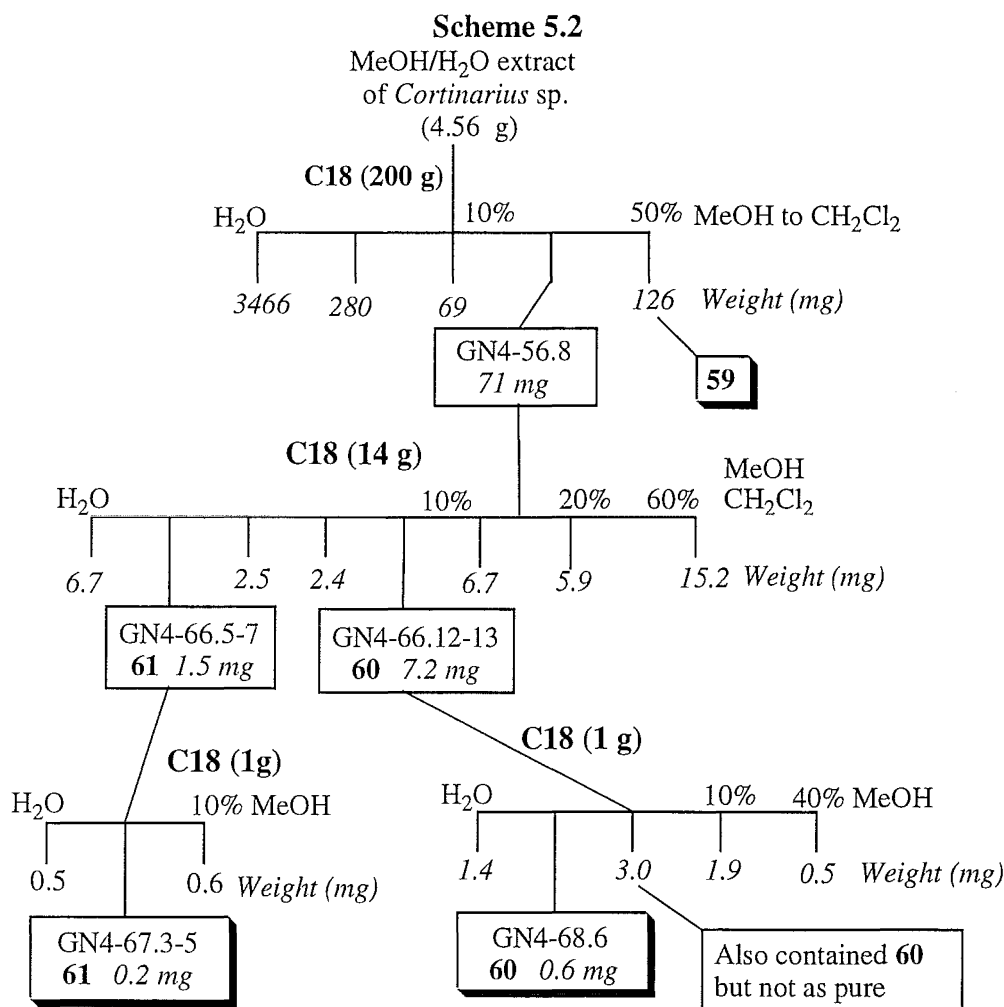 Scheme 5.2
MeOH/H₂O extract
of Cortinarius sp.
(4.56 g)
C18 (200 g)
H₂O 10% 50% MeOH to CH₂Cl₂
3466 280 69 126 Weight (mg)
GN4-56.8
71 mg
59
C18 (14 g)
MeOH
H₂O 10% 20% 60% CH₂Cl₂
6.7 2.5 2.4 6.7 5.9 15.2 Weight (mg)
GN4-66.5-7
61 1.5 mg
GN4-66.12-13
60 7.2 mg
C18 (1g)
H₂O 10% MeOH
0.5 0.6 Weight (mg)
GN4-67.3-5
61 0.2 mg
C18 (1 g)
H₂O 10% 40% MeOH
1.4 3.0 1.9 0.5 Weight (mg)
GN4-68.6
60 0.6 mg
Also contained 60
but not as pure